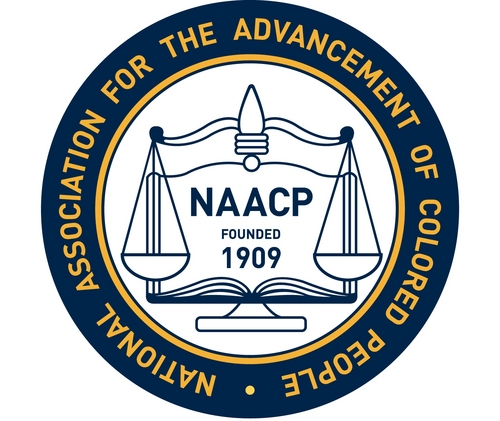 NATIONAL ASSOCIATION FOR THE ADVANCEMENT OF COLORED PEOPLE •
NAACP
FOUNDED
1909